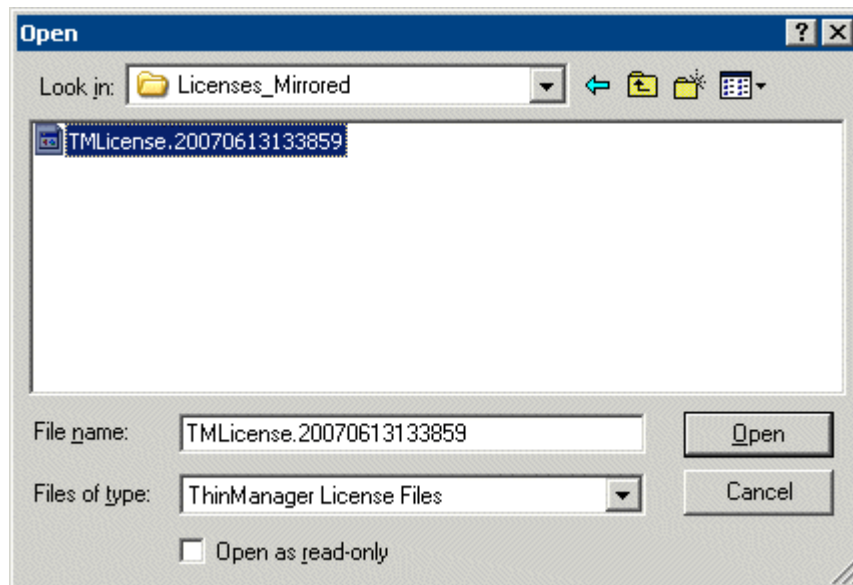 Open
Look in: Licenses_Mirrored
TMLicense.20070613133859
File name: TMLicense.20070613133859 Open
Files of type: ThinManager License Files Cancel
Open as read-only